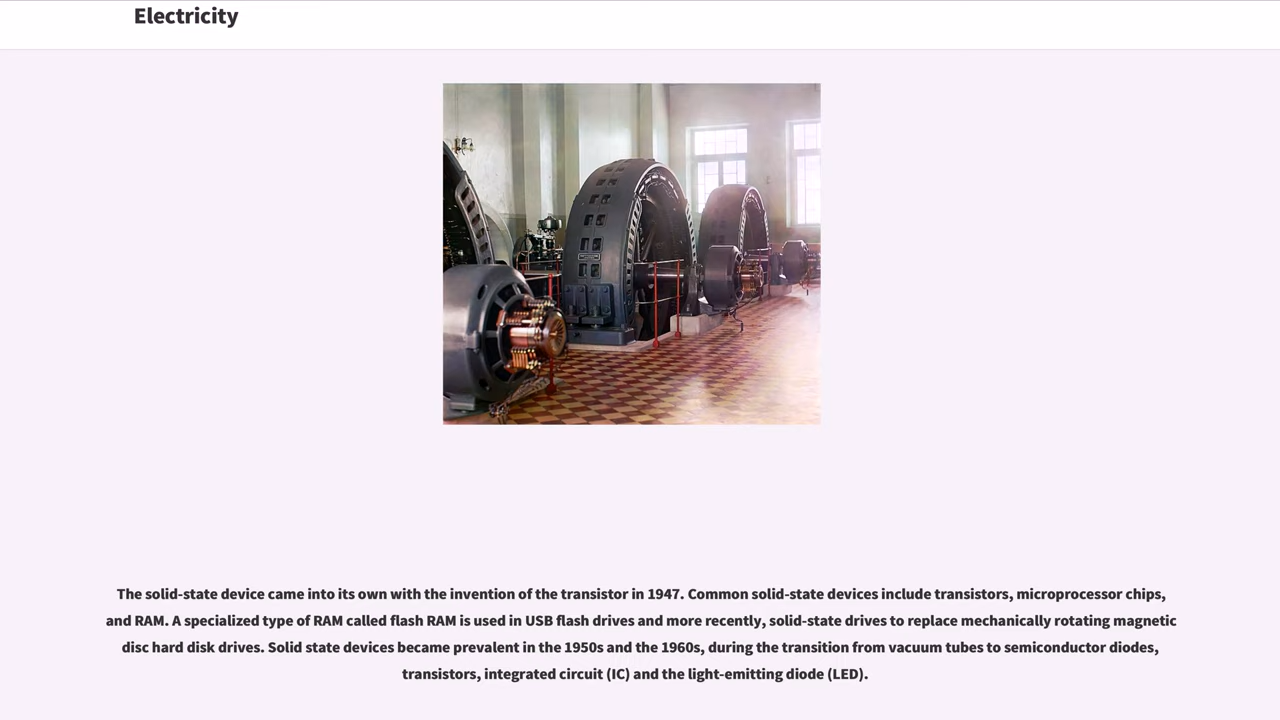 Electricity
The solid-state device came into its own with the invention of the transistor in 1947. Common solid-state devices include transistors, microprocessor chips,
and RAM. A specialized type of RAM called flash RAM is used in USB flash drives and more recently, solid-state drives to replace mechanically rotating magnetic
disc hard disk drives. Solid state devices became prevalent in the 1950s and the 1960s, during the transition from vacuum tubes to semiconductor diodes,
transistors, integrated circuit (IC) and the light-emitting diode (LED).